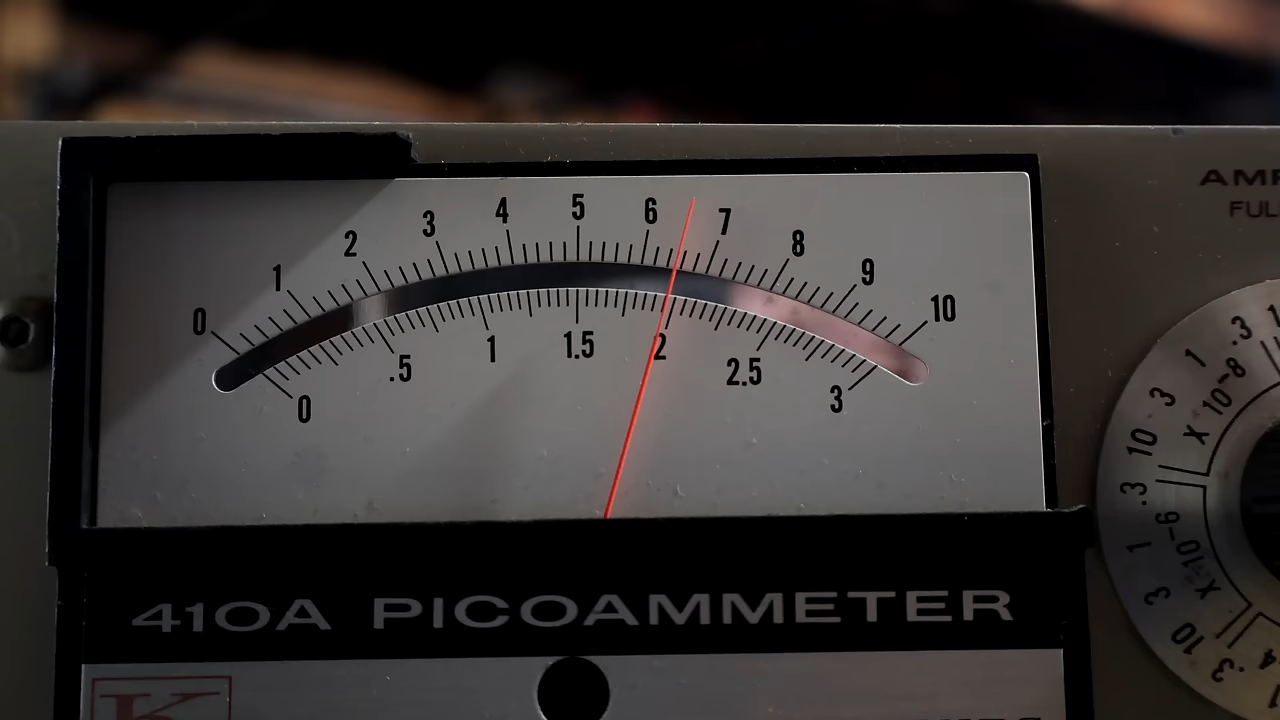 0 1 2 3 4 5 6 7 8 9 10
0 .5 1 1.5 2 2.5 3
410A PICOAMMETER
K
AMP
FUL
.3 1 3 10 .3 1 3 10 .3
X 10-8
X 10-6